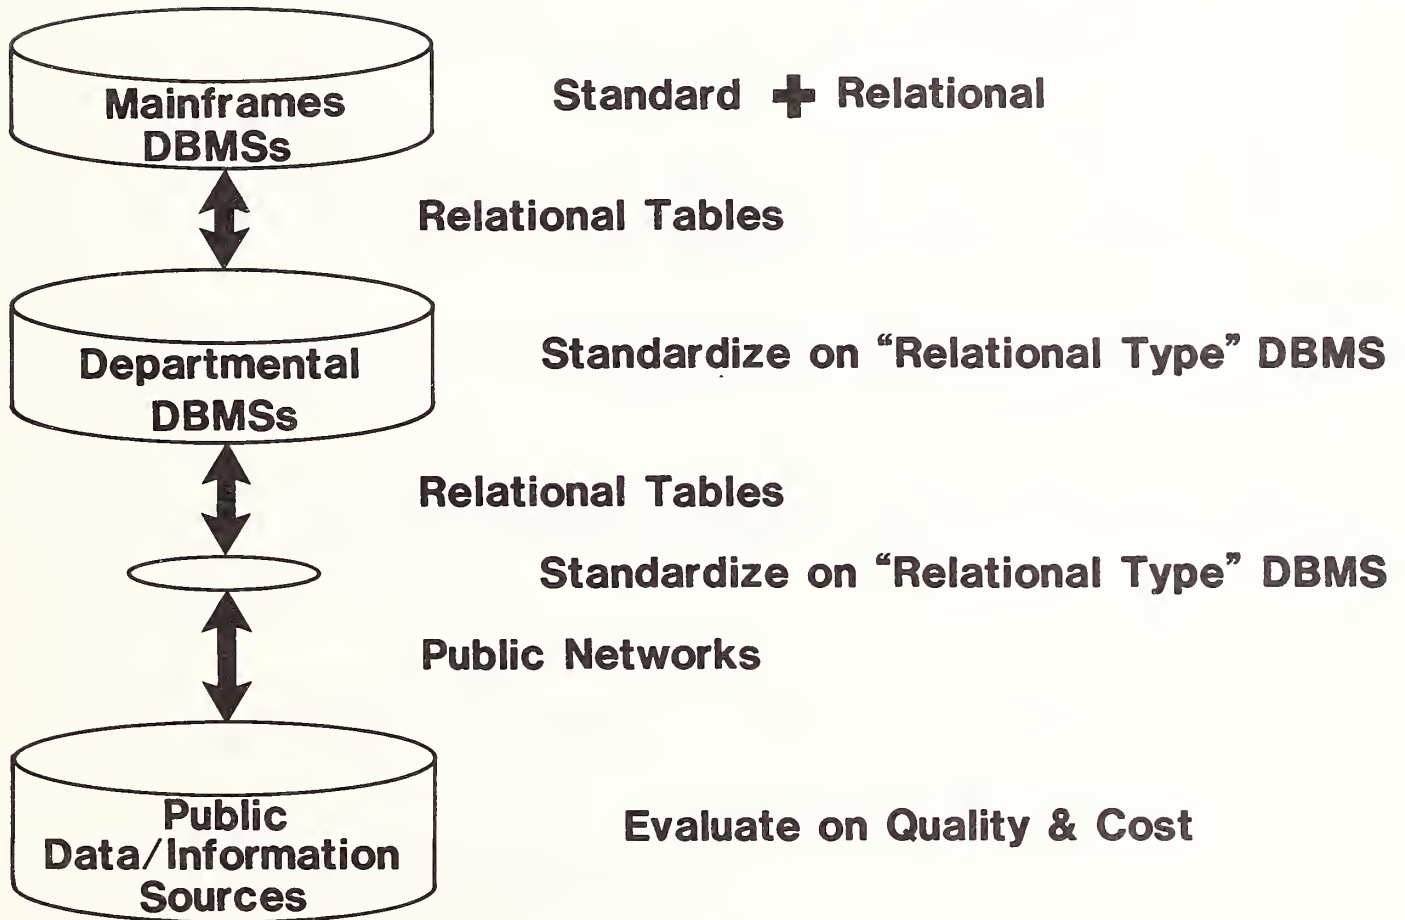 Mainframes
DBMSs
Standard + Relational
Relational Tables
Departmental
DBMSs
Standardize on “Relational Type” DBMS
Relational Tables
Standardize on “Relational Type” DBMS
Public Networks
Public
Data/Information
Sources
Evaluate on Quality & Cost